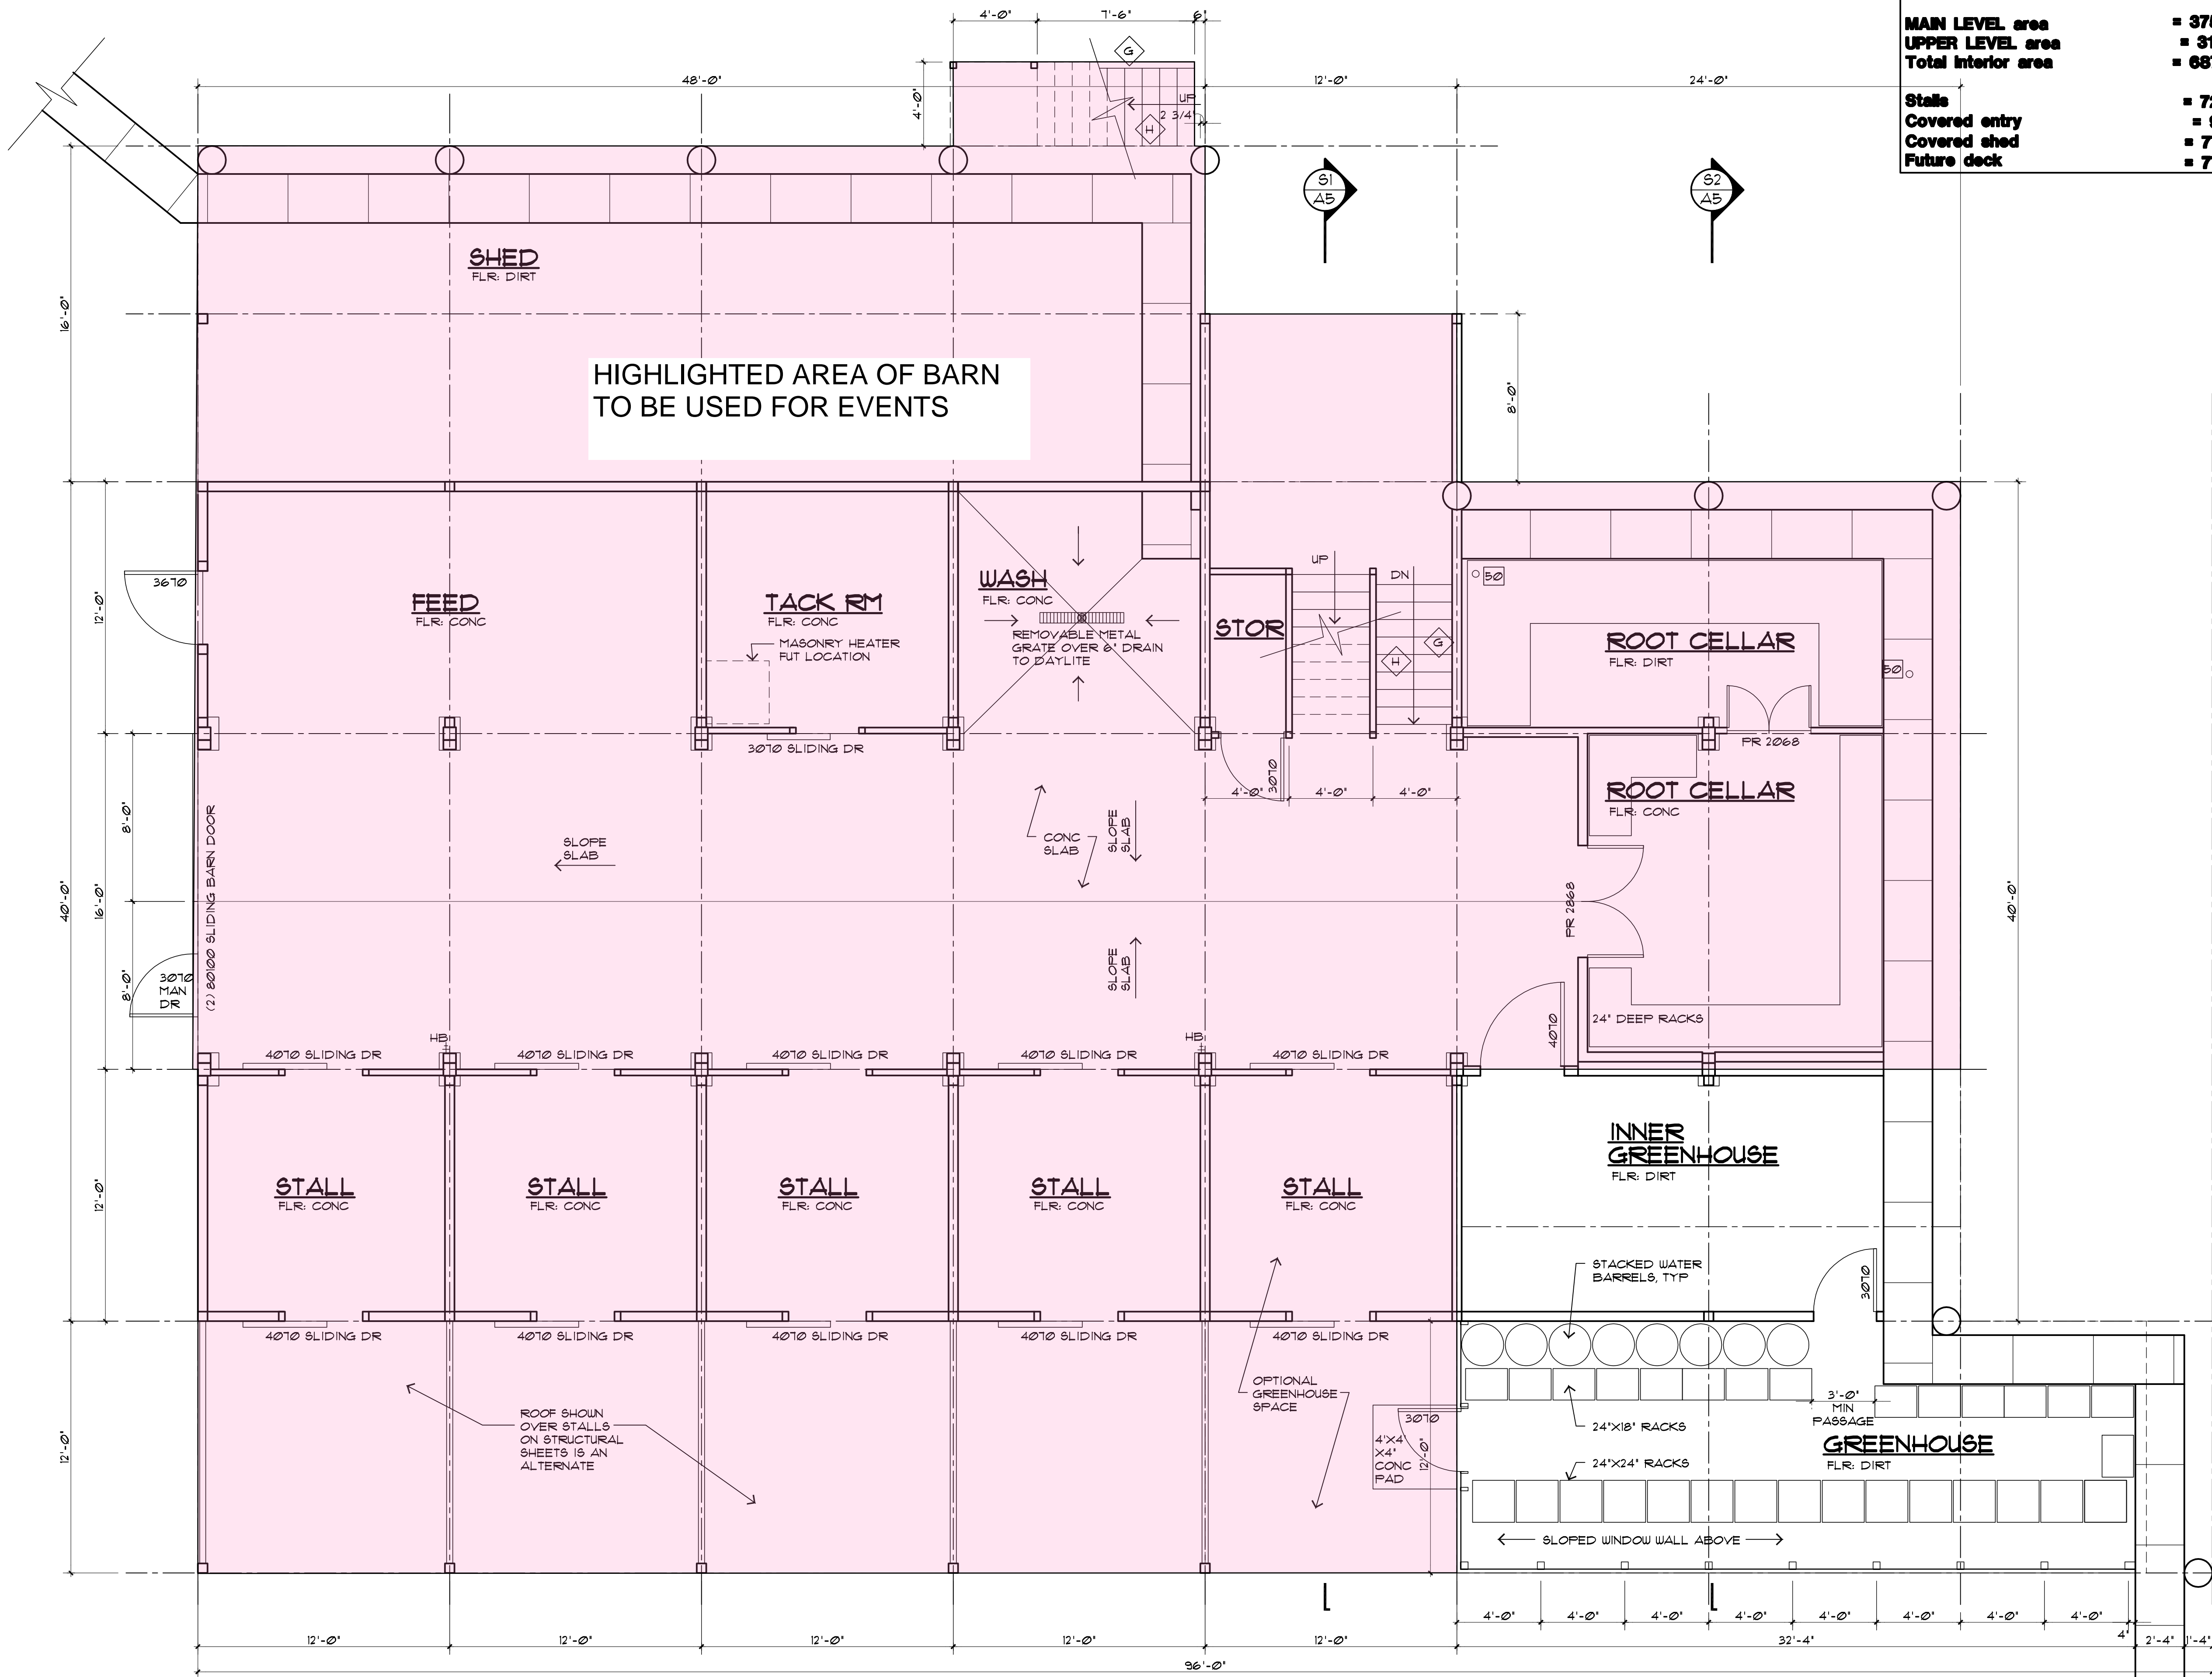 MAIN LEVEL area
UPPER LEVEL area
Total interior area
Stalls
Covered entry
Covered shed
Future deck
4'-0"
7'-6"
6"
G
48'-0"
12'-0"
24'-0"
4'-0"
UP
2 3/4"
H
S1
A5
S2
A5
SHED
FLR: DIRT
16'-0"
HIGHLIGHTED AREA OF BARN
TO BE USED FOR EVENTS
8'-0"
3670
FEED
FLR: CONC
TACK RM
FLR: CONC
MASONRY HEATER
FUT LOCATION
WASH
FLR: CONC
REMOVABLE METAL
GRATE OVER 6" DRAIN
TO DAYLITE
STOR
UP
DN
G
H
50
ROOT CELLAR
FLR: DIRT
50
12'-0"
3070 SLIDING DR
PR 2068
3070
4'-0"
4'-0"
4'-0"
ROOT CELLAR
FLR: CONC
8'-0"
(2) 80100 SLIDING BARN DOOR
SLOPE
SLAB
CONC
SLAB
SLOPE
SLAB
PR 2868
40'-0"
16'-0"
40'-0"
8'-0"
3070
MAN
DR
SLOPE
SLAB
24" DEEP RACKS
4070
HB
HB
4070 SLIDING DR
4070 SLIDING DR
4070 SLIDING DR
4070 SLIDING DR
4070 SLIDING DR
INNER
GREENHOUSE
FLR: DIRT
12'-0"
STALL
FLR: CONC
STALL
FLR: CONC
STALL
FLR: CONC
STALL
FLR: CONC
STALL
FLR: CONC
STACKED WATER
BARRELS, TYP
3070
4070 SLIDING DR
4070 SLIDING DR
4070 SLIDING DR
4070 SLIDING DR
4070 SLIDING DR
OPTIONAL
GREENHOUSE
SPACE
ROOF SHOWN
OVER STALLS
ON STRUCTURAL
SHEETS IS AN
ALTERNATE
3070
4'X4'
X4"
CONC
PAD
12'-0"
12'-0"
24"X18" RACKS
3'-0"
MIN
PASSAGE
GREENHOUSE
FLR: DIRT
24"X24" RACKS
SLOPED WINDOW WALL ABOVE
4'-0"
4'-0"
4'-0"
4'-0"
4'-0"
4'-0"
4'-0"
4'-0"
4"
12'-0"
12'-0"
12'-0"
12'-0"
12'-0"
32'-4"
2'-4"
1'-4"
96'-0"